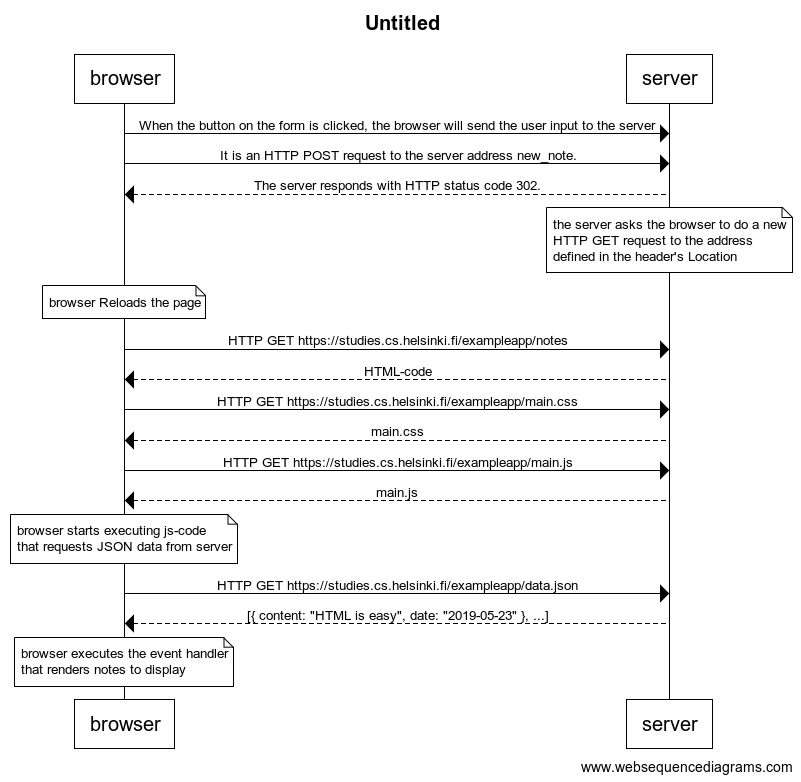 Untitled
browser
server
When the button on the form is clicked, the browser will send the user input to the server
It is an HTTP POST request to the server address new_note.
The server responds with HTTP status code 302.
the server asks the browser to do a new
HTTP GET request to the address
defined in the header's Location
browser Reloads the page
HTTP GET https://studies.cs.helsinki.fi/exampleapp/notes
HTML-code
HTTP GET https://studies.cs.helsinki.fi/exampleapp/main.css
main.css
HTTP GET https://studies.cs.helsinki.fi/exampleapp/main.js
main.js
browser starts executing js-code
that requests JSON data from server
HTTP GET https://studies.cs.helsinki.fi/exampleapp/data.json
[{ content: "HTML is easy", date: "2019-05-23" }, ...]
browser executes the event handler
that renders notes to display
browser
server
www.websequencediagrams.com